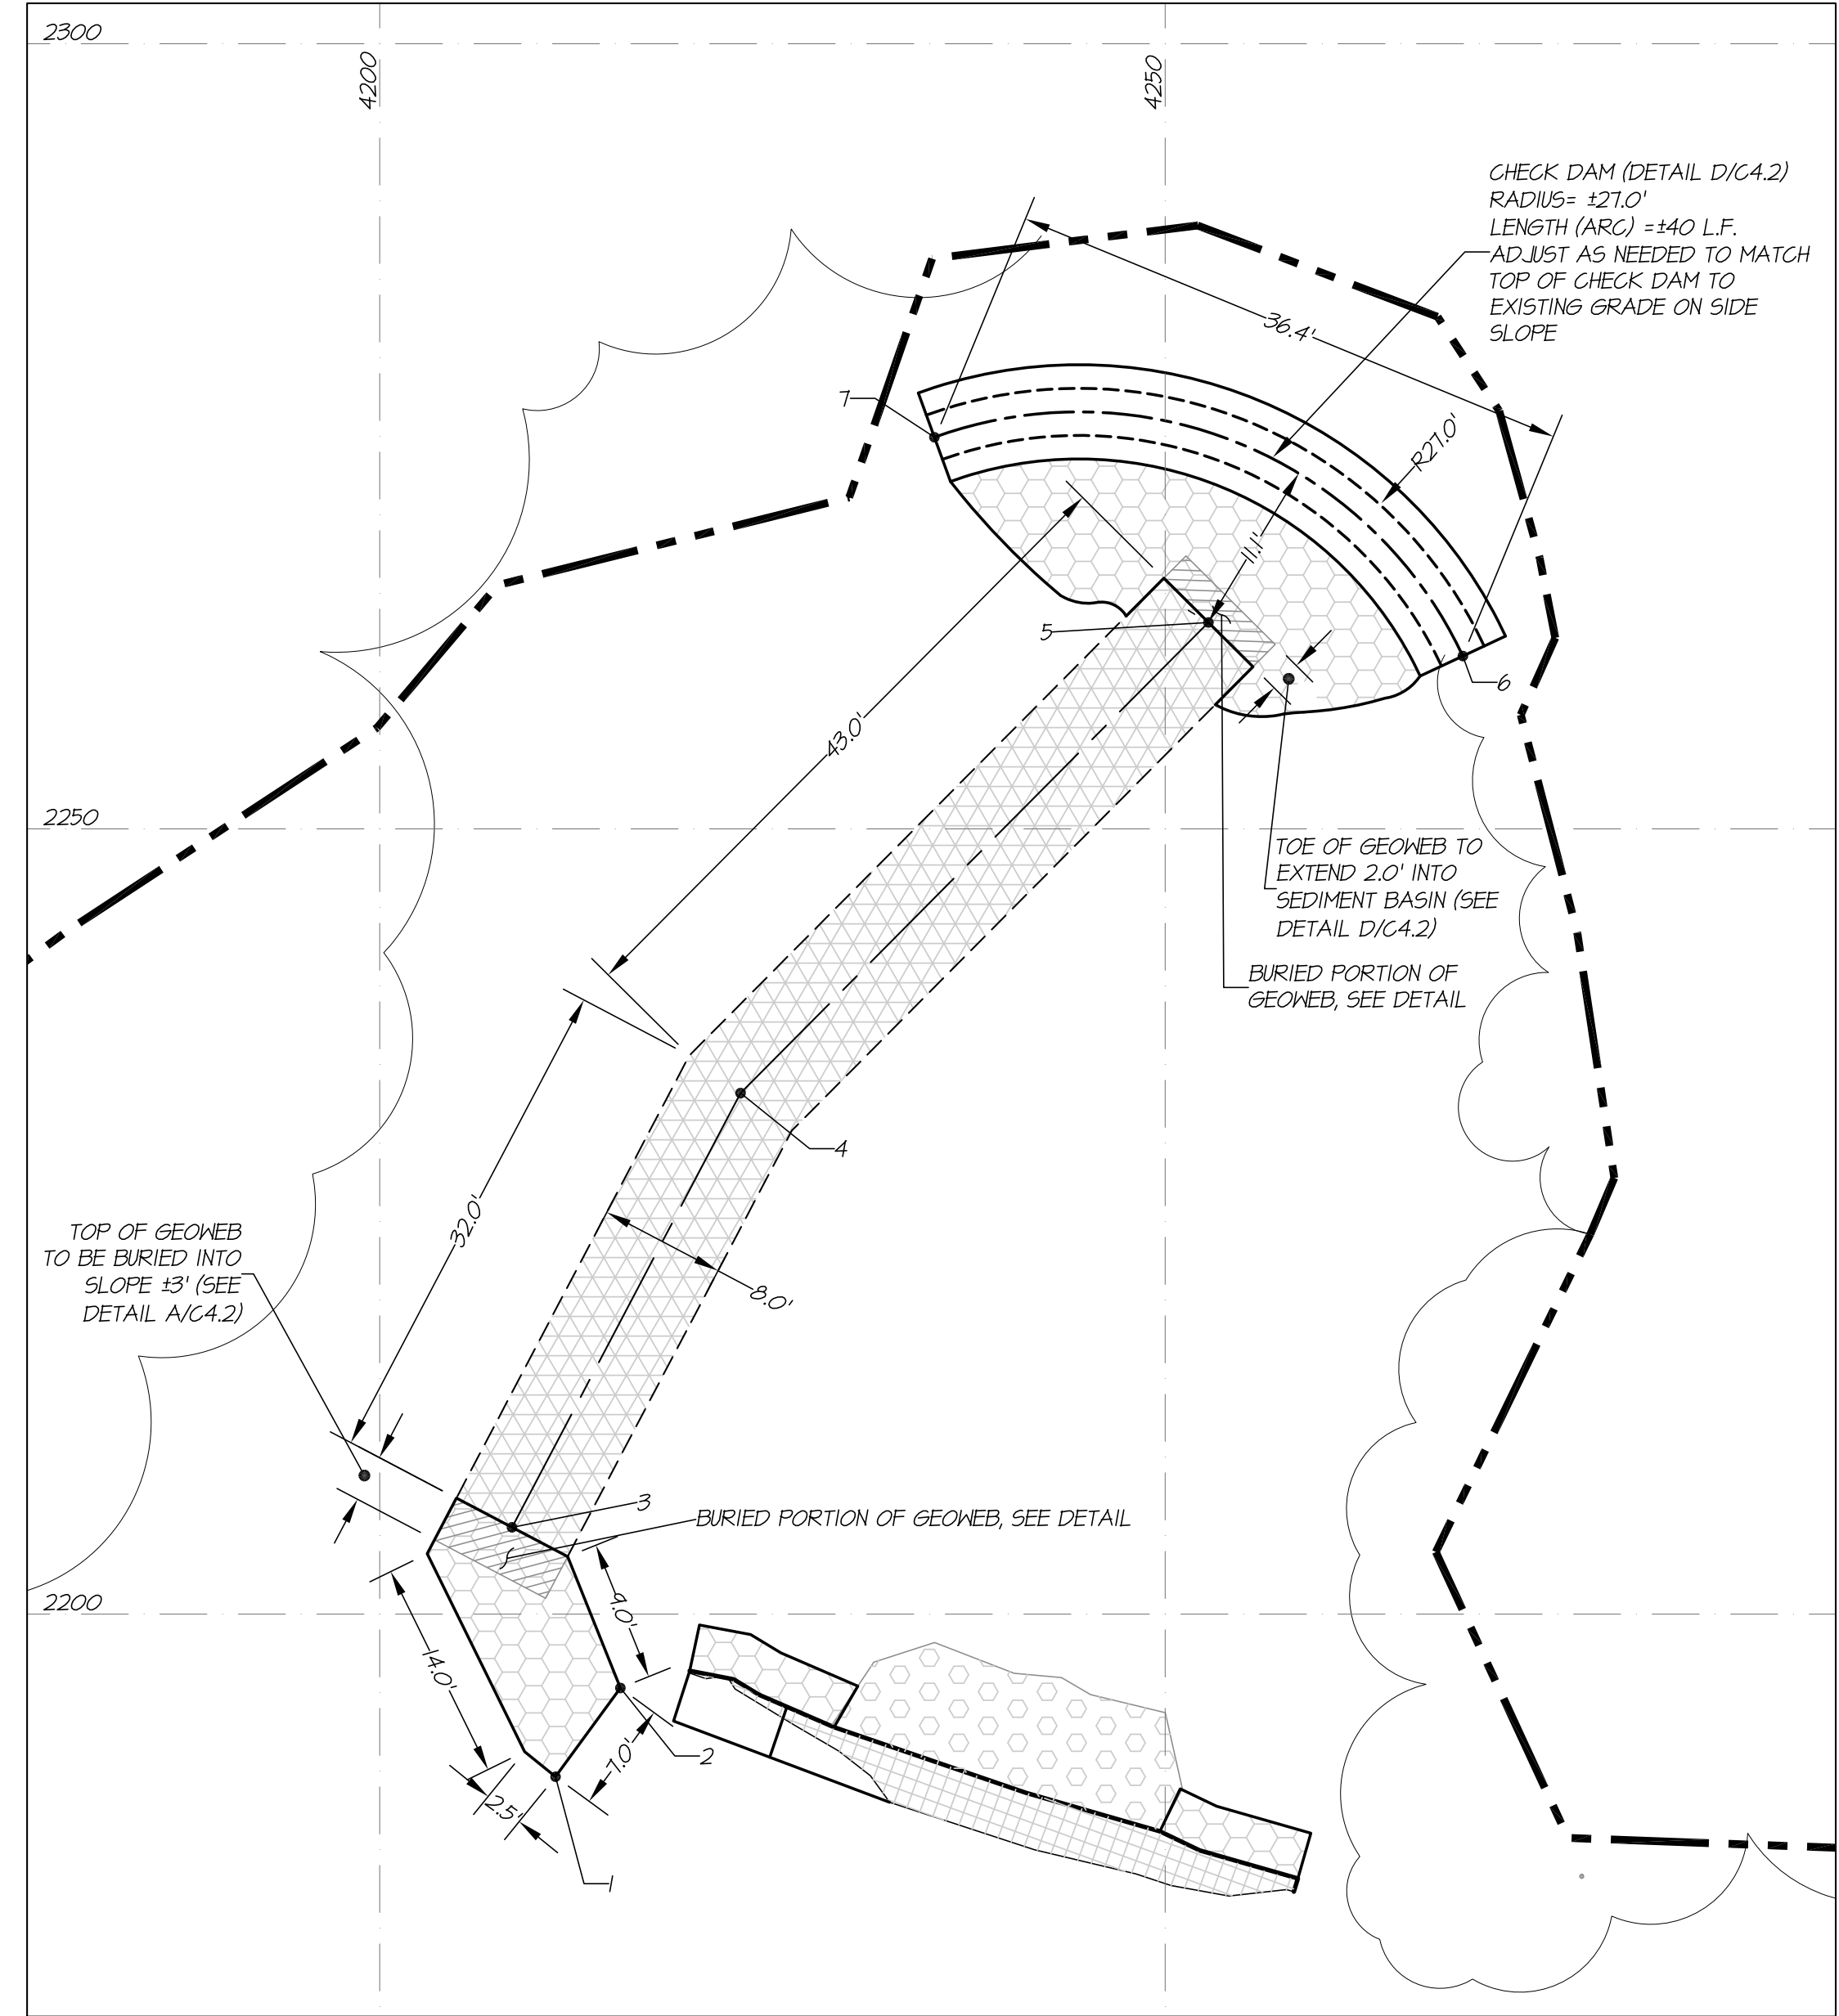 2300
4200
4250
CHECK DAM (DETAIL D/C4.2)
RADIUS= ±27.0'
LENGTH (ARC) =±40 L.F.
ADJUST AS NEEDED TO MATCH
TOP OF CHECK DAM TO
EXISTING GRADE ON SIDE
SLOPE
36.4'
7
R27.0'
11.1'
5
6
43.0'
2250
TOE OF GEOWEB TO
EXTEND 2.0' INTO
SEDIMENT BASIN (SEE
DETAIL D/C4.2)
BURIED PORTION OF
GEOWEB, SEE DETAIL
4
32.0'
TOP OF GEOWEB
TO BE BURIED INTO
SLOPE ±3' (SEE
DETAIL A/C4.2)
8.0'
3
BURIED PORTION OF GEOWEB, SEE DETAIL
2200
9.0'
14.0'
7.0'
2
2.5'
1